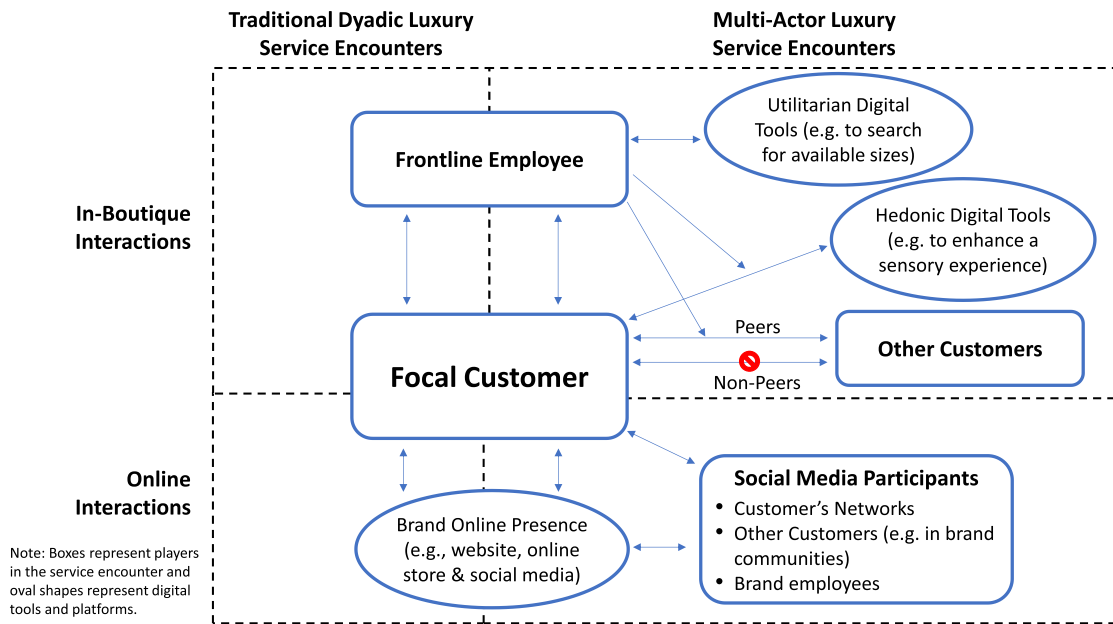 Traditional Dyadic Luxury
Service Encounters
Multi-Actor Luxury
Service Encounters
In-Boutique
Interactions
Frontline Employee
Utilitarian Digital
Tools (e.g. to search
for available sizes)
Hedonic Digital Tools
(e.g. to enhance a
sensory experience)
Focal Customer
Peers
Non-Peers
Other Customers
Online
Interactions
Brand Online Presence
(e.g., website, online
store & social media)
Social Media Participants
• Customer's Networks
• Other Customers (e.g. in brand
communities)
• Brand employees
Note: Boxes represent players
in the service encounter and
oval shapes represent digital
tools and platforms.